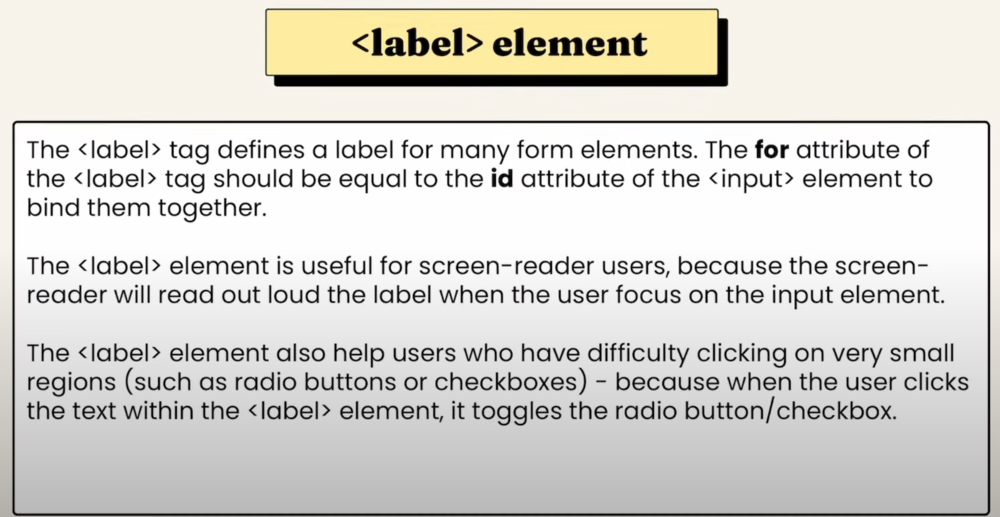 <label> element
The <label> tag defines a label for many form elements. The for attribute of
the <label> tag should be equal to the id attribute of the <input> element to
bind them together.
The <label> element is useful for screen-reader users, because the screen-
reader will read out loud the label when the user focus on the input element.
The <label> element also help users who have difficulty clicking on very small
regions (such as radio buttons or checkboxes) - because when the user clicks
the text within the <label> element, it toggles the radio button/checkbox.